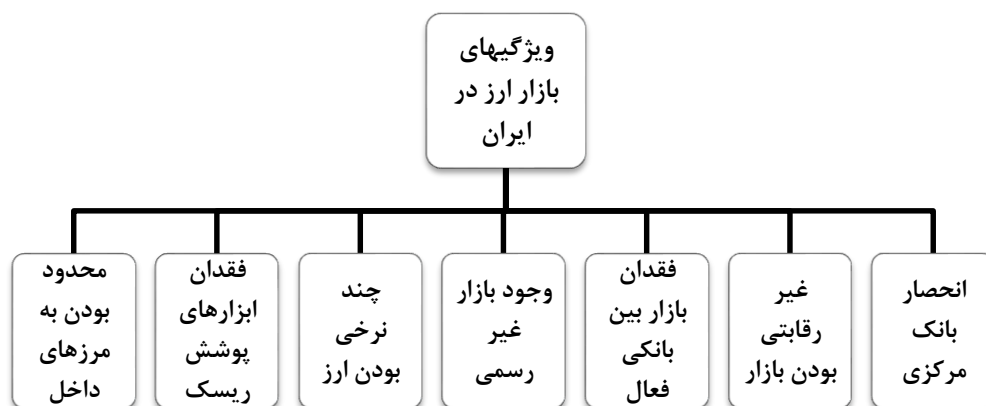 ویژگیهای
بازار ارز در
ایران
انحصار
بانک
مرکزی
غیر
رقابتی
بودن بازار
فقدان
بازار بین
بانکی
فعال
وجود بازار
غیر
رسمی
چند
نرخی
بودن ارز
فقدان
ابزارهای
پوشش
ریسک
محدود
بودن به
مرزهای
داخل